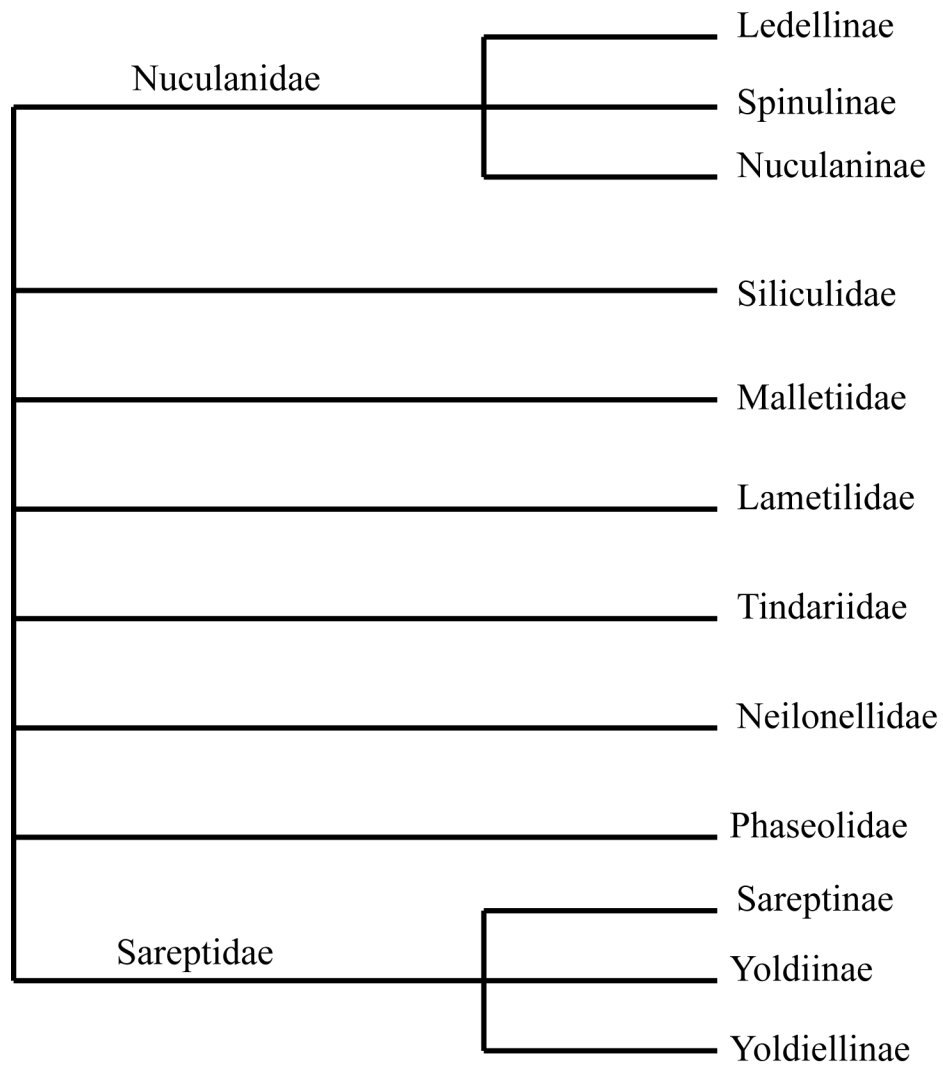 Ledellinae
Nuculanidae
Spinulinae
Nuculaninae
Siliculidae
Malletiidae
Lametilidae
Tindariidae
Neilonellidae
Phaseolidae
Sareptinae
Sareptidae
Yoldiinae
Yoldiellinae